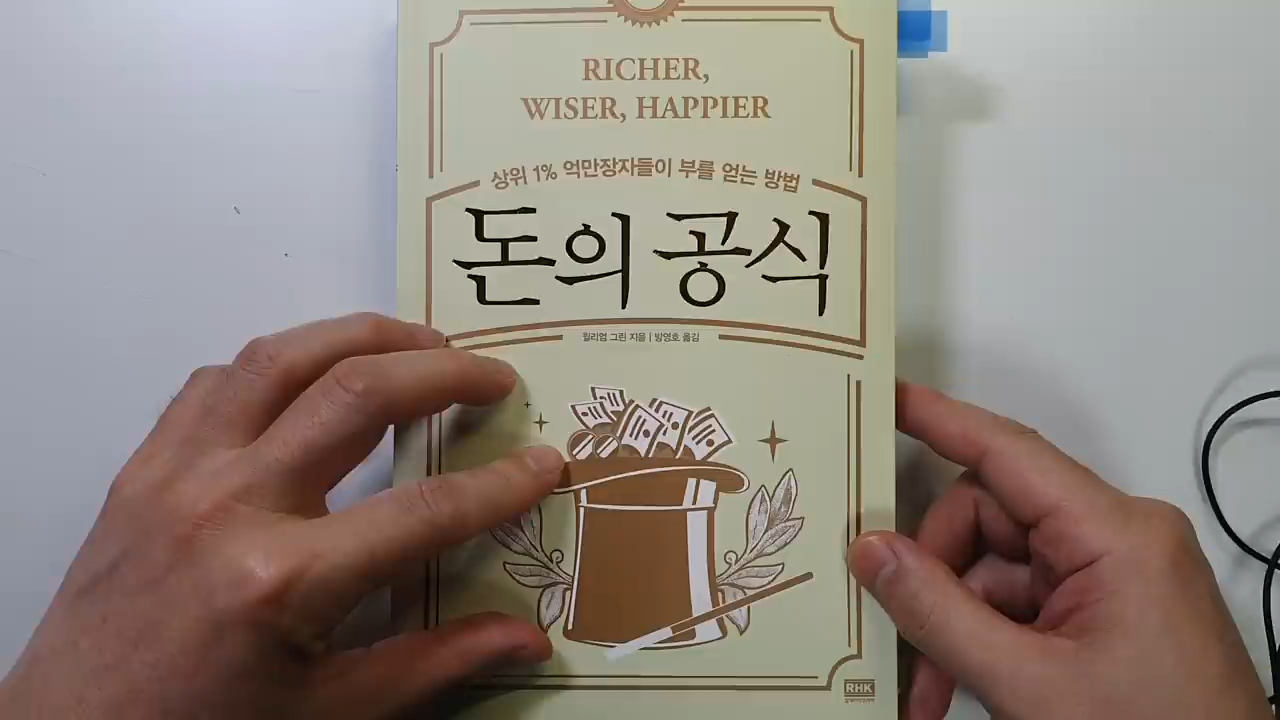 RICHER,
WISER, HAPPIER
상위 1% 억만장자들이 부를 얻는 방법
돈의 공식
윌리엄 그린 지음 | 방영호 옮김
RHK